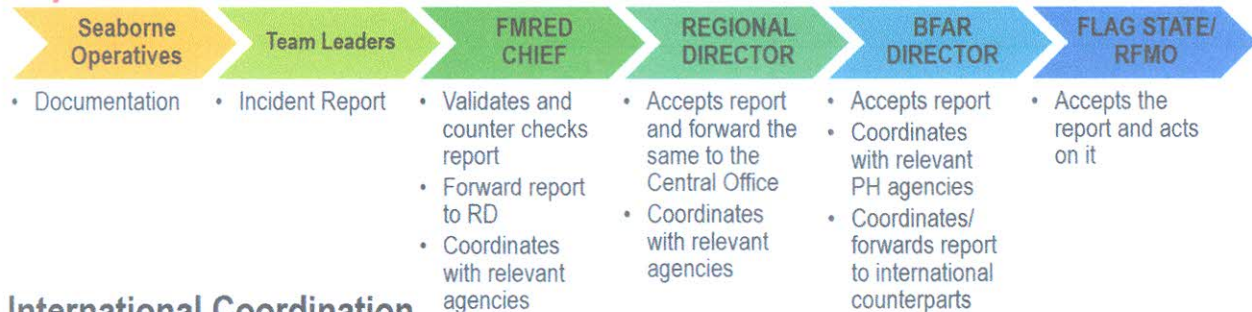 Seaborne
Operatives
• Documentation
Team Leaders
• Incident Report
FMRED
CHIEF
• Validates and
counter checks
report
• Forward report
to RD
• Coordinates
with relevant
agencies
REGIONAL
DIRECTOR
• Accepts report
and forward the
same to the
Central Office
• Coordinates
with relevant
agencies
BFAR
DIRECTOR
• Accepts report
• Coordinates
with relevant
PH agencies
• Coordinates/
forwards report
to international
counterparts
FLAG STATE/
RFMO
• Accepts the
report and acts
on it
International Coordination